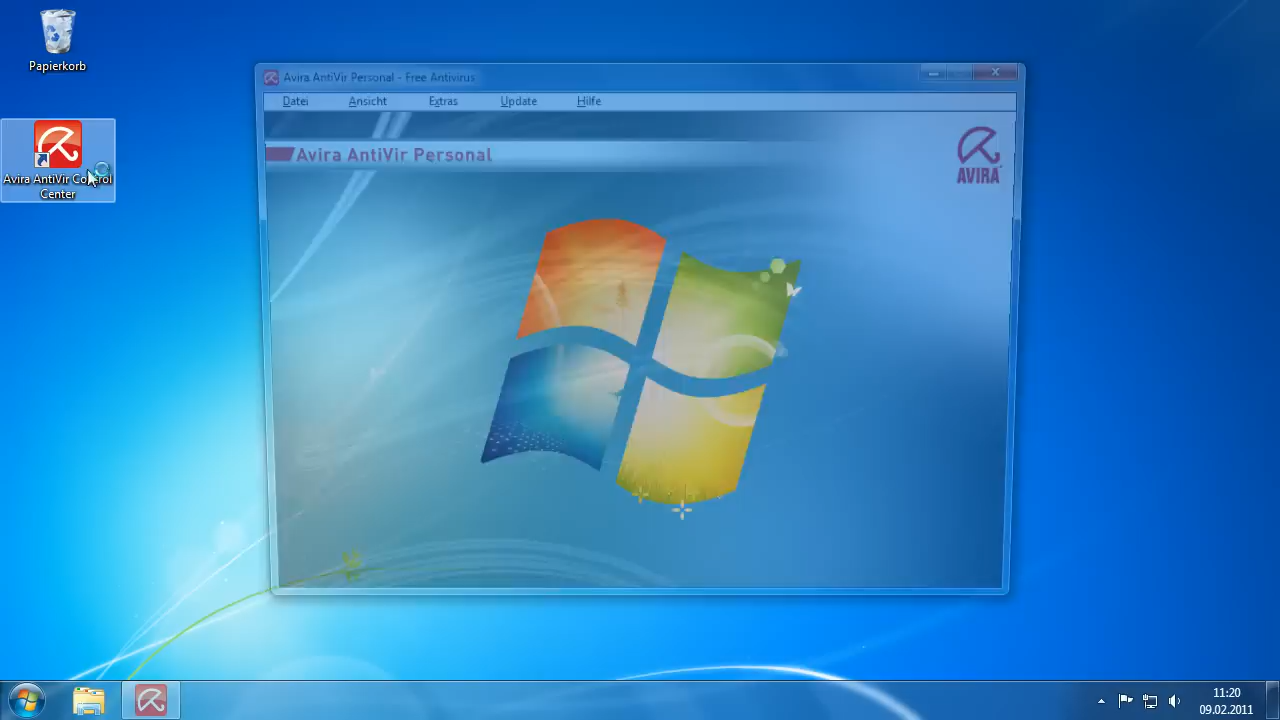 Papierkorb
Avira AntiVir Control
Center
Avira AntiVir Personal - Free Antivirus
Datei Ansicht Extras Update Hilfe
Avira AntiVir Personal
AVIRA
11:20
09.02.2011